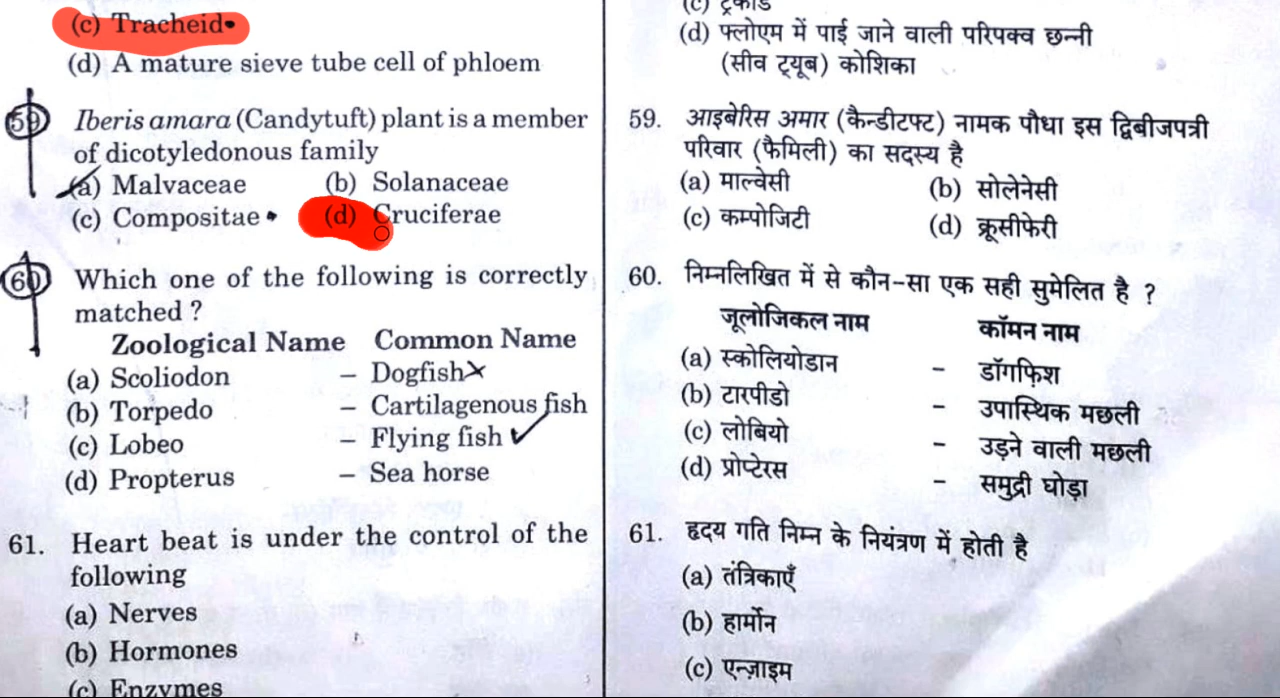 (c) Tracheid
(d) A mature sieve tube cell of phloem
59 Iberis amara (Candytuft) plant is a member
of dicotyledonous family
(a) Malvaceae (b) Solanaceae
(c) Compositae (d) Cruciferae
60 Which one of the following is correctly
matched ?
Zoological Name Common Name
(a) Scoliodon – Dogfish
(b) Torpedo – Cartilagenous fish
(c) Lobeo – Flying fish
(d) Propterus – Sea horse
61. Heart beat is under the control of the
following
(a) Nerves
(b) Hormones
(c) Enzymes
(c) ट्रैकीड
(d) फ्लोएम में पाई जाने वाली परिपक्व छन्नी
(सीव ट्यूब) कोशिका
59. आइबेरिस अमार (कैन्डीटफ्ट) नामक पौधा इस द्विबीजपत्री
परिवार (फैमिली) का सदस्य है
(a) माल्वेसी (b) सोलेनेसी
(c) कम्पोजिटी (d) क्रूसीफेरी
60. निम्नलिखित में से कौन-सा एक सही सुमेलित है ?
जूलोजिकल नाम कॉमन नाम
(a) स्कोलियोडान – डॉगफ़िश
(b) टारपीडो – उपास्थिक मछली
(c) लोबियो – उड़ने वाली मछली
(d) प्रोप्टेरस – समुद्री घोड़ा
61. हृदय गति निम्न के नियंत्रण में होती है
(a) तंत्रिकाएँ
(b) हार्मोन
(c) एन्ज़ाइम